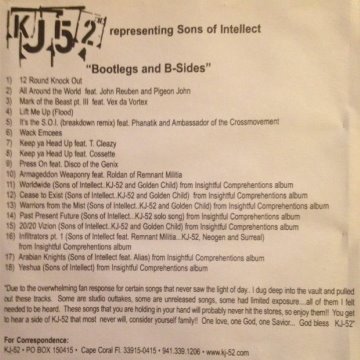 KJ-52 representing Sons of Intellect
"Bootlegs and B-Sides"
1) 12 Round Knock Out
2) All Around the World feat. John Reuben and Pigeon John
3) Mark of the Beast pt. III feat. Vex da Vortex
4) Lift Me Up (Flood)
5) It's the S.O.I. (breakdown remix) feat. Phanatik and Ambassador of the Crossmovement
6) Wack Emcees
7) Keep ya Head Up feat. T. Cleazy
8) Keep ya Head Up feat. Cossette
9) Press On feat. Disco of the Genix
10) Armageddon Weaponry feat. Roldan of Remnant Militia
11) Worldwide (Sons of Intellect..KJ-52 and Golden Child) from Insightful Comprehentions album
12) Cease to Exist (Sons of Intellect..KJ-52 and Golden Child) from Insightful Comprehentions album
13) Warriors from the Mist (Sons of Intellect..KJ-52 and Golden Child) from Insightful Comprehentions album
14) Past Present Future (Sons of Intellect ..KJ-52 solo song) from Insightful Comprehentions album
15) 20/20 Vizion (Sons of Intellect..KJ-52 and Golden Child) from Insightful Comprehentions album
16) Infiltrators pt. 1 (Sons of Intellect feat. Remnant Militia...KJ-52, Neogen and Surreal)
from Insightful Comprehentions album
17) Arabian Knights (Sons of Intellect feat. Alias) from Insightful Comprehentions album
18) Yeshua (Sons of Intellect) from Insightful Comprehentions album
"Due to the overwhelming fan response for certain songs that never saw the light of day.. I dug deep into the vault and pulled
out these tracks. Some are studio outtakes, some are unreleased songs, some had limited exposure...all of them I felt
needed to be heard. These songs that you are holding in your hand will probably never hit the stores, so enjoy them!! You get
to hear a side of KJ-52 that most never will, consider yourself family!! One love, one God, one Savior... God bless KJ-52"
For Correspondence:
KJ-52 • PO BOX 150415 • Cape Coral Fl. 33915-0415 • 941.339.1206 • www.kj-52.com